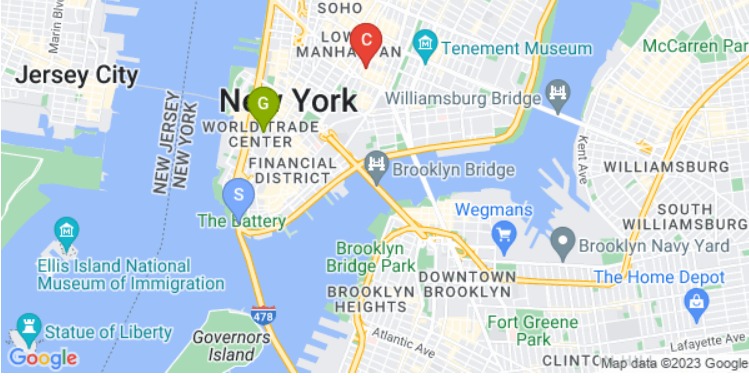 SOHO
Marin Blv
LOW
MANHATTAN
C
Tenement Museum
McCarren Par
Jersey City
New York
G
Williamsburg Bridge
NEW JERSEY
NEW YORK
WORLD TRADE
CENTER
Kent Ave
FINANCIAL
DISTRICT
Brooklyn Bridge
WILLIAMSBURG
S
The Battery
Wegmans
SOUTH
WILLIAMSBURG
Brooklyn
Bridge Park
Brooklyn Navy Yard
Ellis Island National
Museum of Immigration
DOWNTOWN
BROOKLYN
The Home Depot
BROOKLYN
HEIGHTS
478
Statue of Liberty
Governors
Island
Atlantic Ave
Fort Greene
Park
Lafayette Ave
CLINTO
Google
Map data ©2023 Google